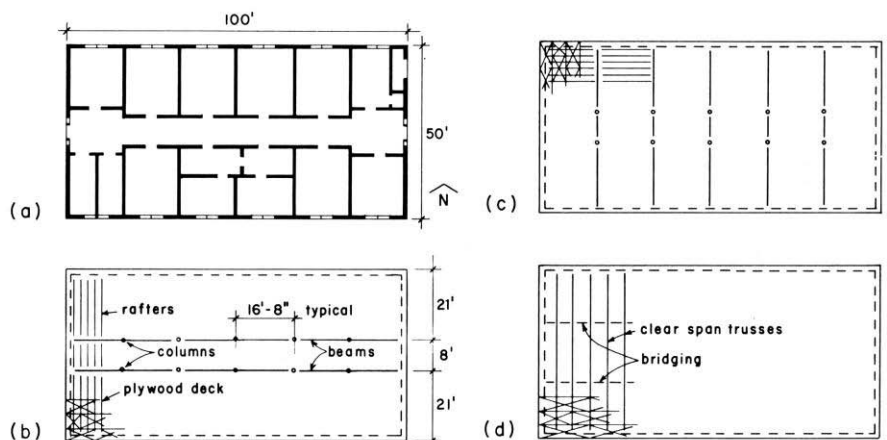 100'
50'
N
(a)
(c)
rafters
16'-8" typical
21'
columns
beams
8'
plywood deck
21'
(b)
clear span trusses
bridging
(d)